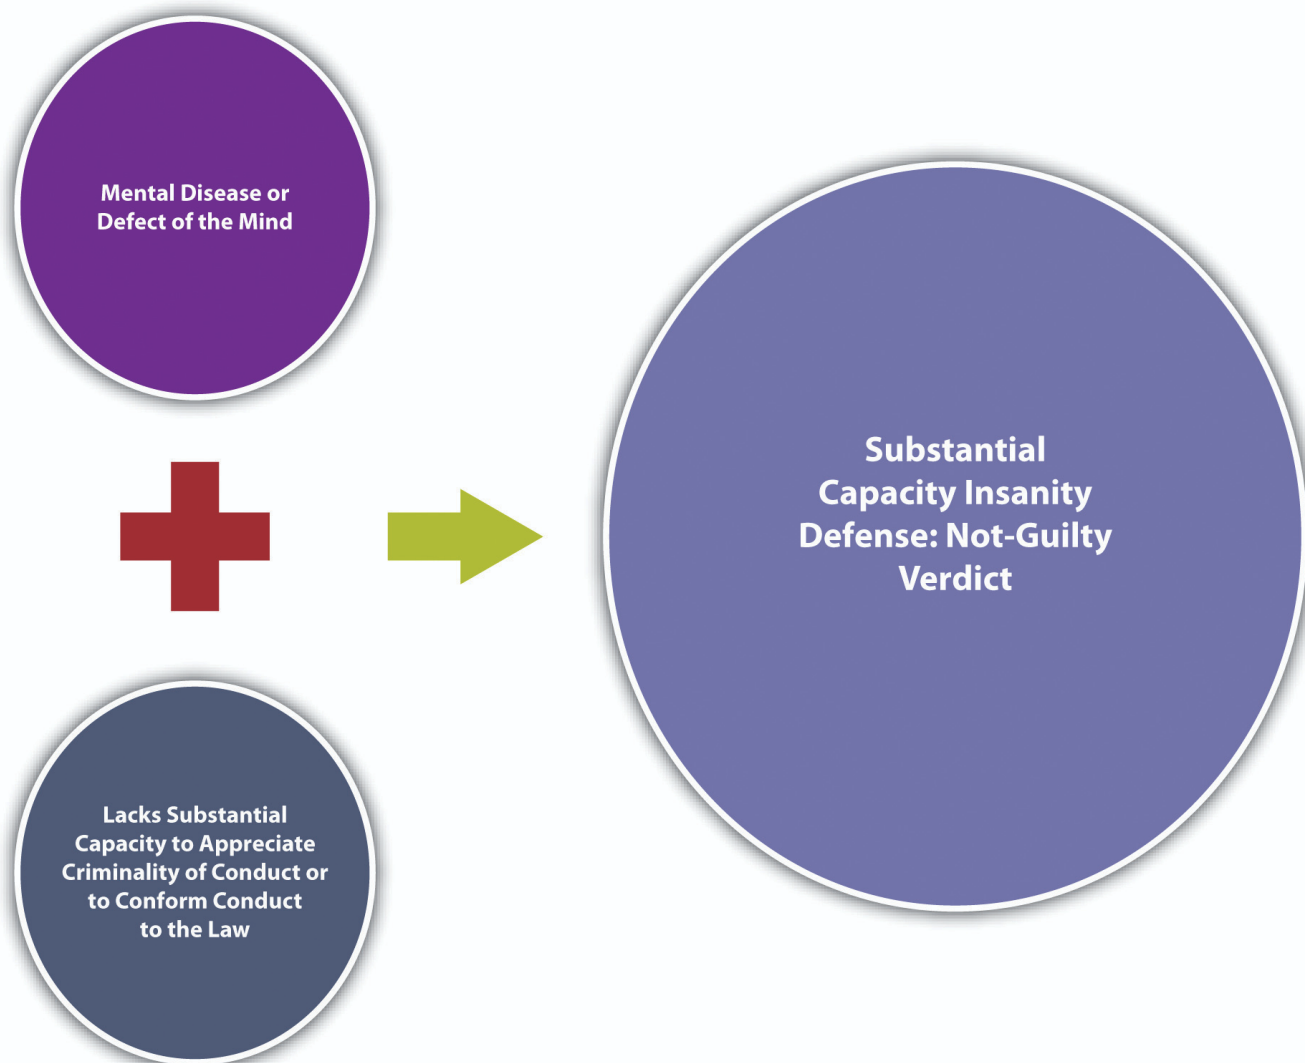 Mental Disease or
Defect of the Mind
Substantial
Capacity Insanity
Defense: Not-Guilty
Verdict
Lacks Substantial
Capacity to Appreciate
Criminality of Conduct or
to Conform Conduct
to the Law